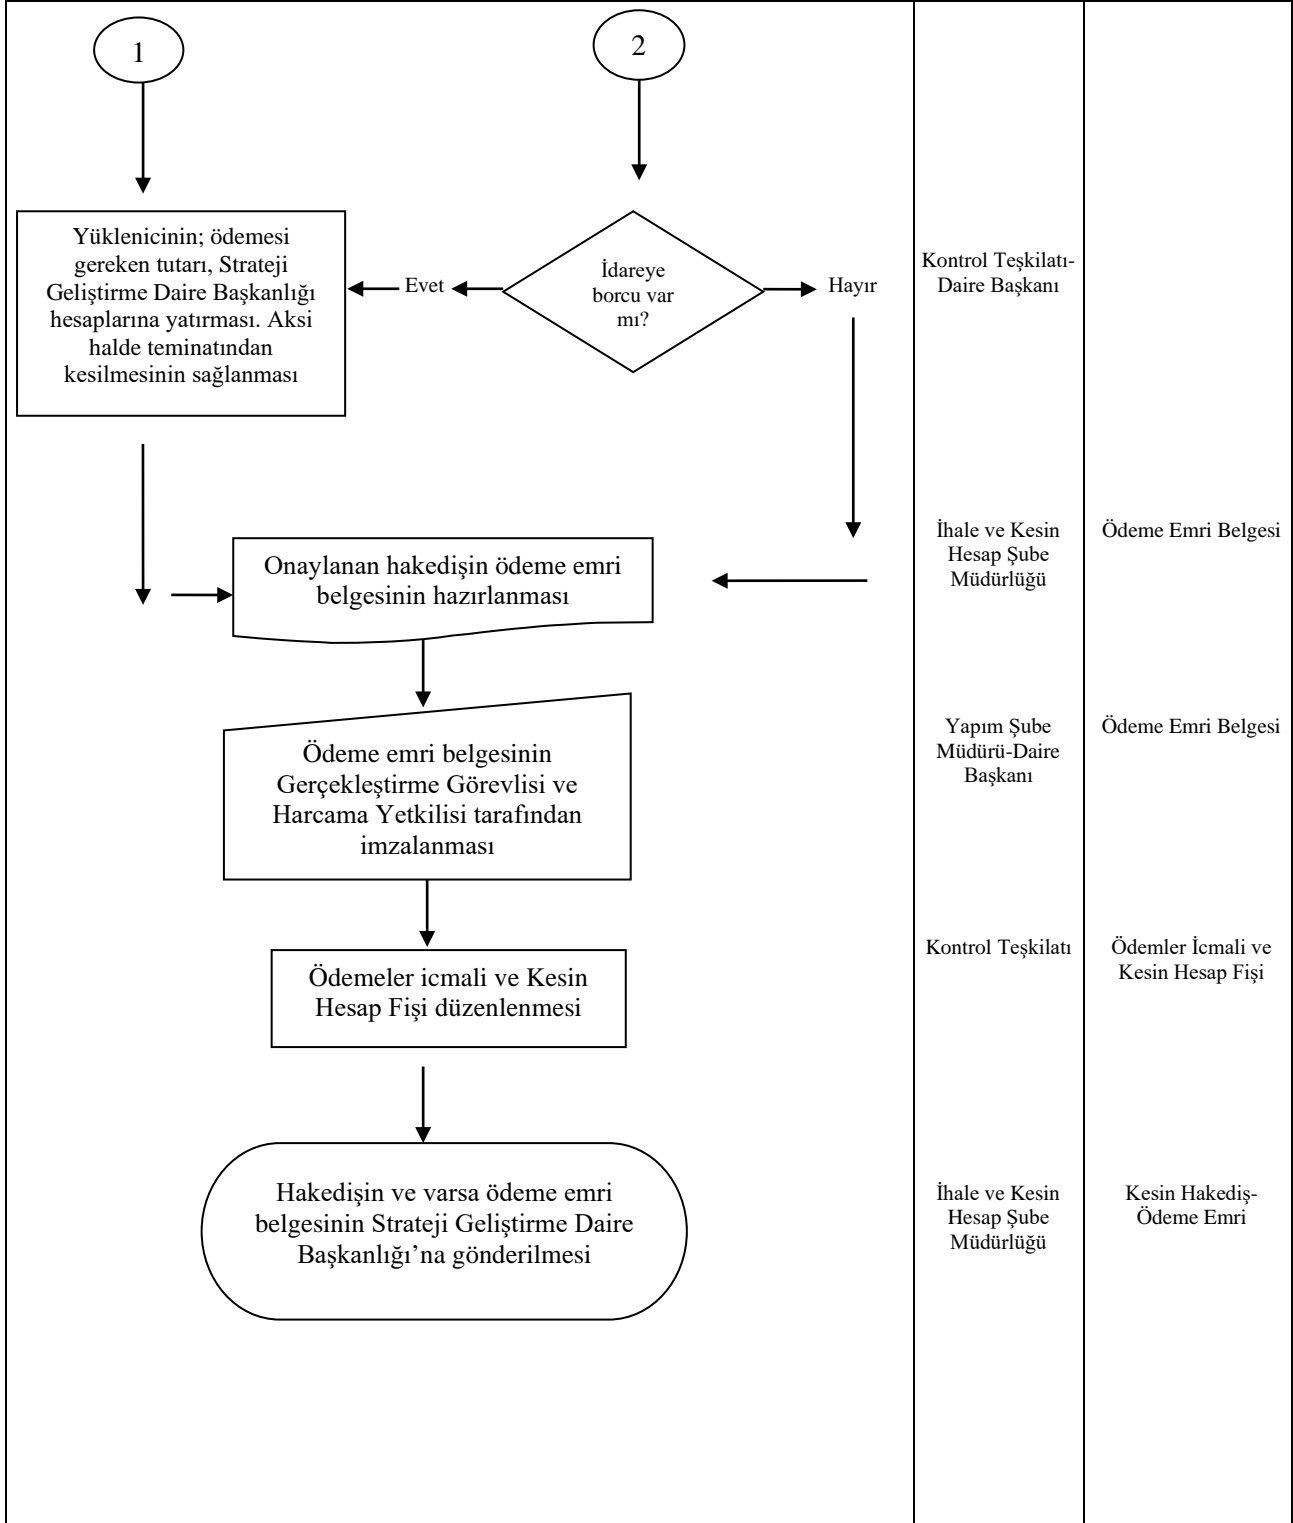 1
2
Yüklenicinin; ödemesi
gereken tutarı, Strateji
Geliştirme Daire Başkanlığı
hesaplarına yatırması. Aksi
halde teminatından
kesilmesinin sağlanması
Evet
İdareye
borcu var
mı?
Hayır
Kontrol Teşkilatı-
Daire Başkanı
Onaylanan hakedişin ödeme emri
belgesinin hazırlanması
İhale ve Kesin
Hesap Şube
Müdürlüğü
Ödeme Emri Belgesi
Ödeme emri belgesinin
Gerçekleştirme Görevlisi ve
Harcama Yetkilisi tarafından
imzalanması
Yapım Şube
Müdürü-Daire
Başkanı
Ödeme Emri Belgesi
Ödemeler icmali ve Kesin
Hesap Fişi düzenlenmesi
Kontrol Teşkilatı
Ödemler İcmali ve
Kesin Hesap Fişi
Hakedişin ve varsa ödeme emri
belgesinin Strateji Geliştirme Daire
Başkanlığı’na gönderilmesi
İhale ve Kesin
Hesap Şube
Müdürlüğü
Kesin Hakediş-
Ödeme Emri